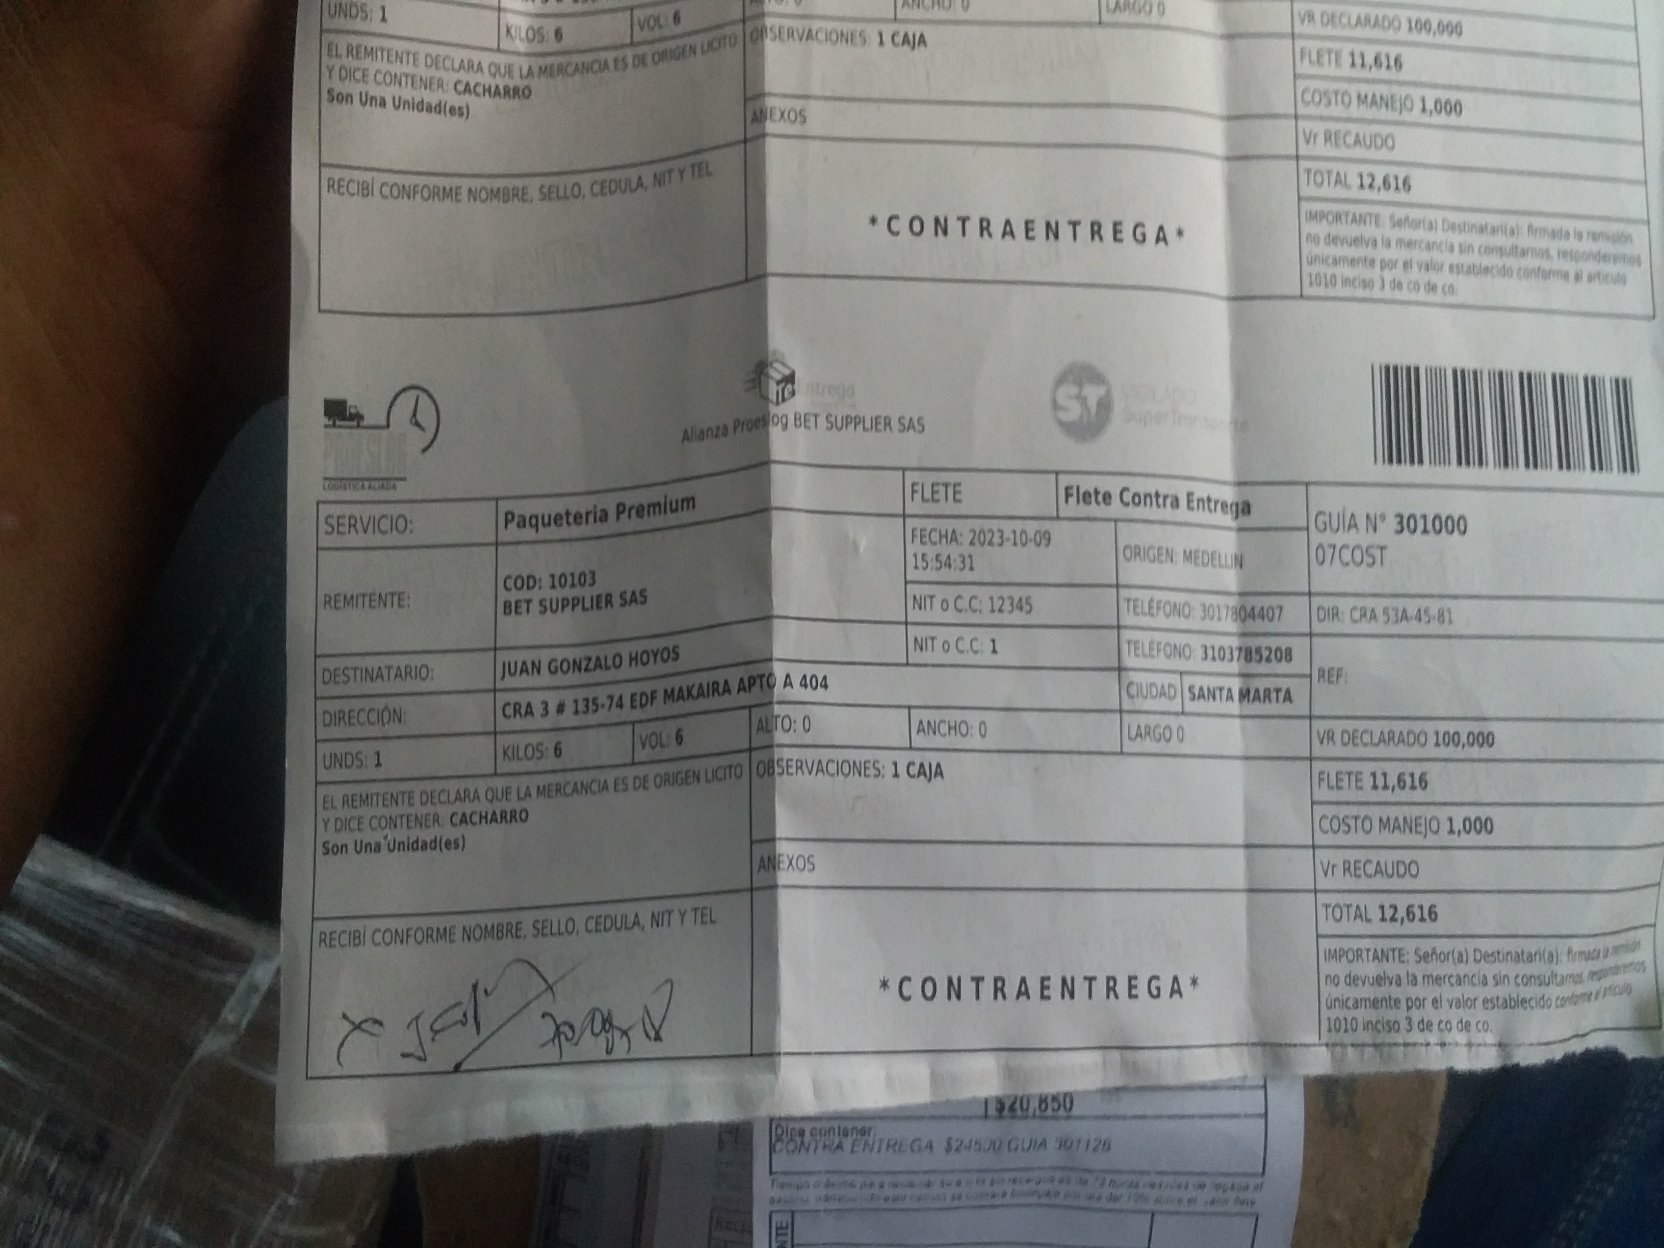 UNDS: 1
KILOS: 6
VOL: 6
ANCHO: 0
LARGO 0
VR DECLARADO 100,000
EL REMITENTE DECLARA QUE LA MERCANCIA ES DE ORIGEN LICITO
Y DICE CONTENER: CACHARRO
Son Una Unidad(es)
OBSERVACIONES: 1 CAJA
FLETE 11,616
COSTO MANEJO 1,000
ANEXOS
Vr RECAUDO
RECIBÍ CONFORME NOMBRE, SELLO, CEDULA, NIT Y TEL
TOTAL 12,616
*CONTRAENTREGA*
IMPORTANTE: Señor(a) Destinatari(a): firmada la remisión
no devuelva la mercancía sin consultarnos, responderemos
únicamente por el valor establecido conforme al articulo
1010 inciso 3 de co de co.
PROESLOG
LOGÍSTICA ALIADA
Entrega
Alianza Proeslog BET SUPPLIER SAS
ST
VIGILADO
SuperTransporte
SERVICIO:
Paqueteria Premium
FLETE
Flete Contra Entrega
GUÍA N° 301000
07COST
REMITENTE:
COD: 10103
BET SUPPLIER SAS
FECHA: 2023-10-09
15:54:31
ORIGEN: MEDELLIN
NIT o C.C: 12345
TELÉFONO: 3017804407
DIR: CRA 53A-45-81
DESTINATARIO:
JUAN GONZALO HOYOS
NIT o C.C: 1
TELÉFONO: 3103785208
REF:
DIRECCIÓN:
CRA 3 # 135-74 EDF MAKAIRA APTO A 404
CIUDAD
SANTA MARTA
UNDS: 1
KILOS: 6
VOL: 6
ALTO: 0
ANCHO: 0
LARGO 0
VR DECLARADO 100,000
EL REMITENTE DECLARA QUE LA MERCANCIA ES DE ORIGEN LICITO
Y DICE CONTENER: CACHARRO
Son Una Unidad(es)
OBSERVACIONES: 1 CAJA
FLETE 11,616
COSTO MANEJO 1,000
ANEXOS
Vr RECAUDO
RECIBÍ CONFORME NOMBRE, SELLO, CEDULA, NIT Y TEL
TOTAL 12,616
*CONTRAENTREGA*
IMPORTANTE: Señor(a) Destinatari(a): firmada la remisión
no devuelva la mercancía sin consultarnos, responderemos
únicamente por el valor establecido conforme al articulo
1010 inciso 3 de co de co.
$20,650
Dice contener:
CONTRA ENTREGA $24500 GUIA 301128